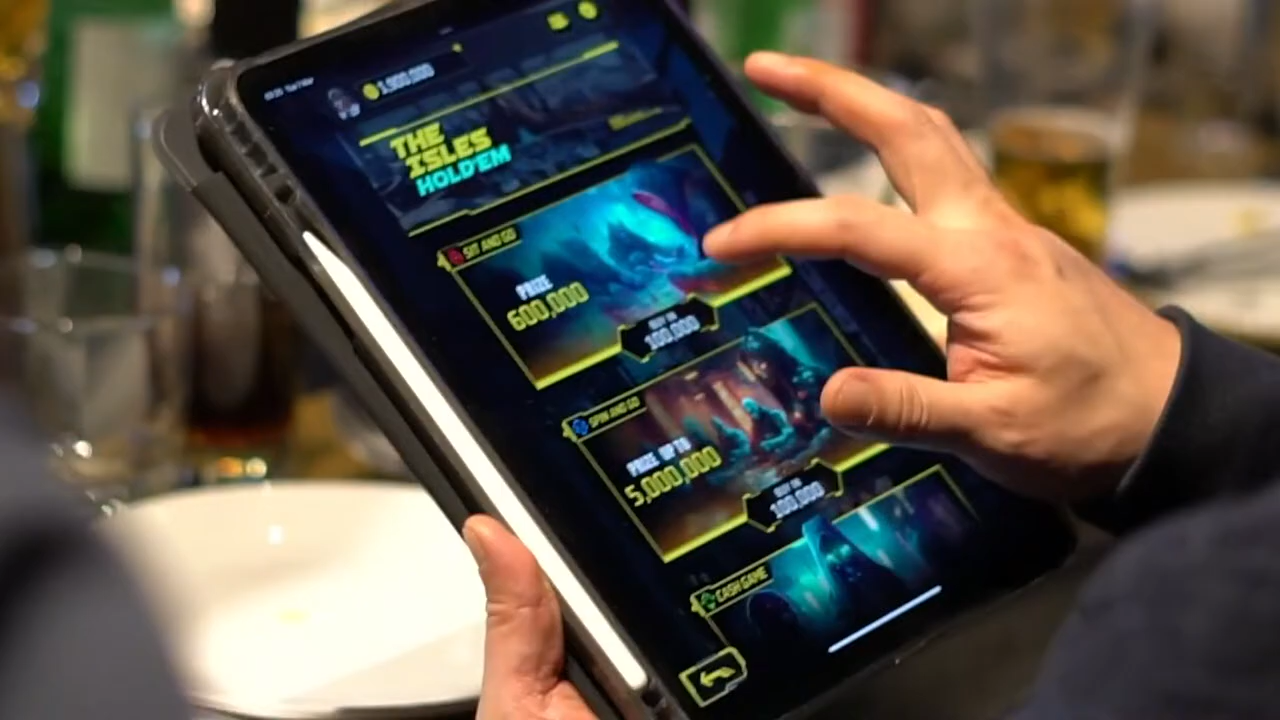 1,900,000
THE
ISLES
HOLD'EM
SIT AND GO
PRIZE
600,000
BUY IN
100,000
SPIN AND GO
PRIZE UP TO
5,000,000
BUY IN
100,000
CASH GAME